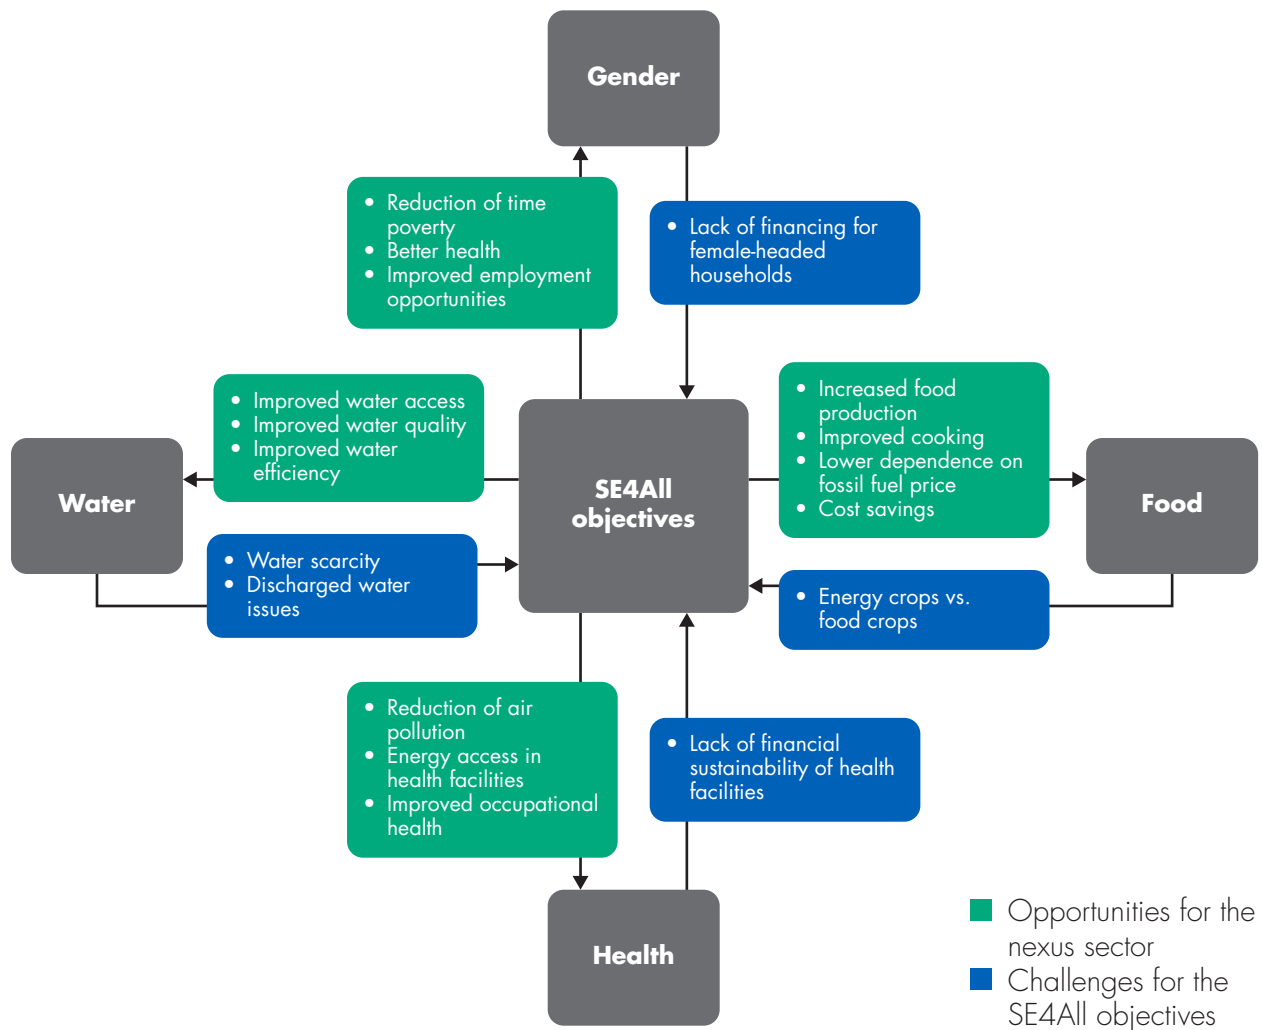 Gender
• Reduction of time
poverty
• Better health
• Improved employment
opportunities
• Lack of financing for
female-headed
households
• Improved water access
• Improved water quality
• Improved water
efficiency
• Increased food
production
• Improved cooking
• Lower dependence on
fossil fuel price
• Cost savings
Water
SE4All
objectives
Food
• Water scarcity
• Discharged water
issues
• Energy crops vs.
food crops
• Reduction of air
pollution
• Energy access in
health facilities
• Improved occupational
health
• Lack of financial
sustainability of health
facilities
Health
Opportunities for the
nexus sector
Challenges for the
SE4All objectives